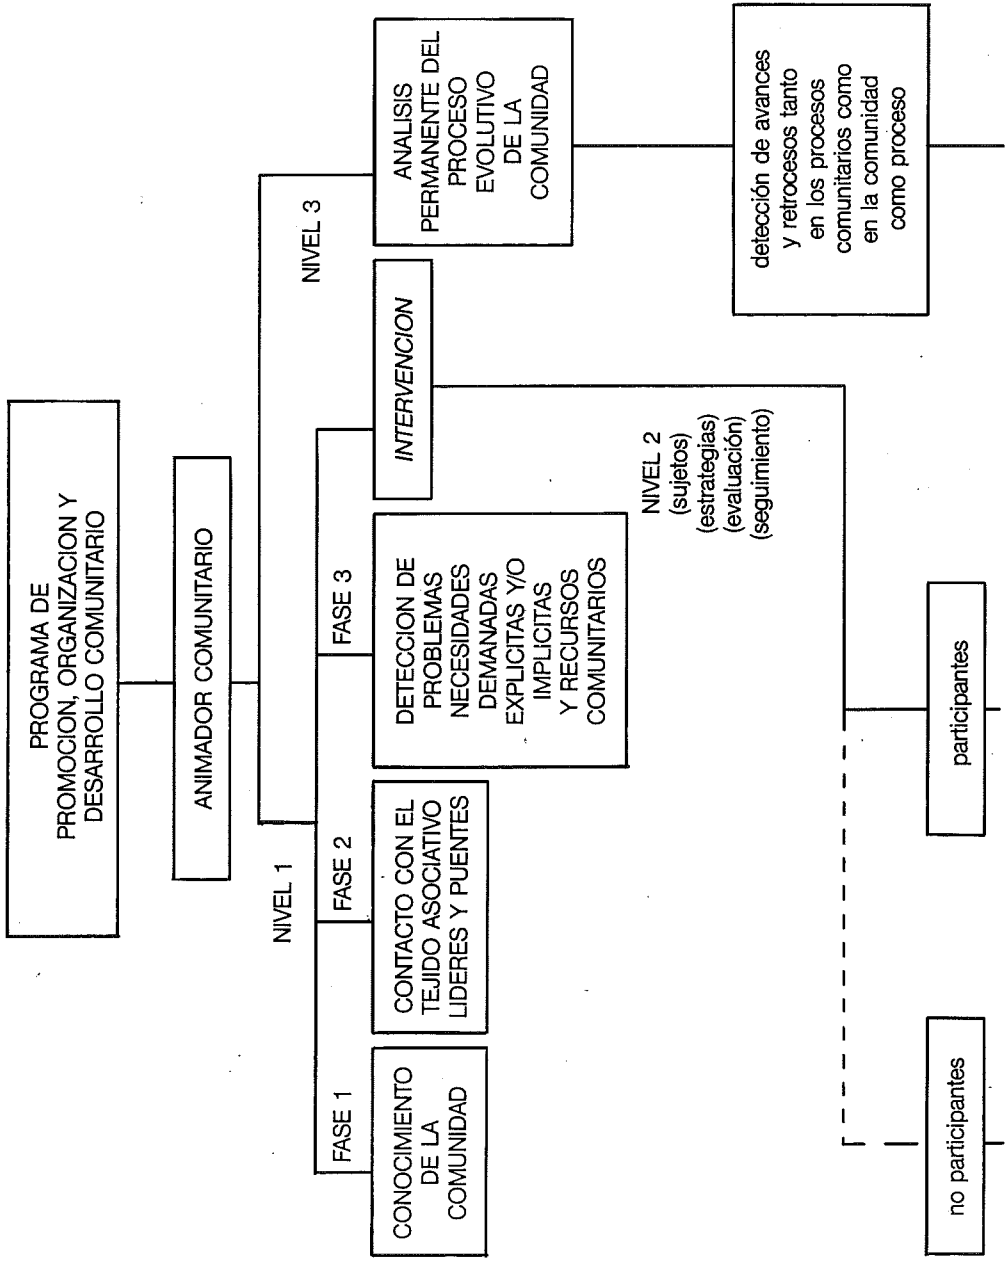 PROGRAMA DE
PROMOCION, ORGANIZACION Y
DESARROLLO COMUNITARIO
ANIMADOR COMUNITARIO
NIVEL 1
NIVEL 3
FASE 1
FASE 2
FASE 3
CONOCIMIENTO
DE LA
COMUNIDAD
CONTACTO CON EL
TEJIDO ASOCIATIVO
LIDERES Y PUENTES
DETECCION DE
PROBLEMAS
NECESIDADES
DEMANADAS
EXPLICITAS Y/O
IMPLICITAS
Y RECURSOS
COMUNITARIOS
INTERVENCION
ANALISIS
PERMANENTE DEL
PROCESO
EVOLUTIVO
DE LA
COMUNIDAD
NIVEL 2
(sujetos)
(estrategias)
(evaluación)
(seguimiento)
detección de avances
y retrocesos tanto
en los procesos
comunitarios como
en la comunidad
como proceso
no participantes
participantes